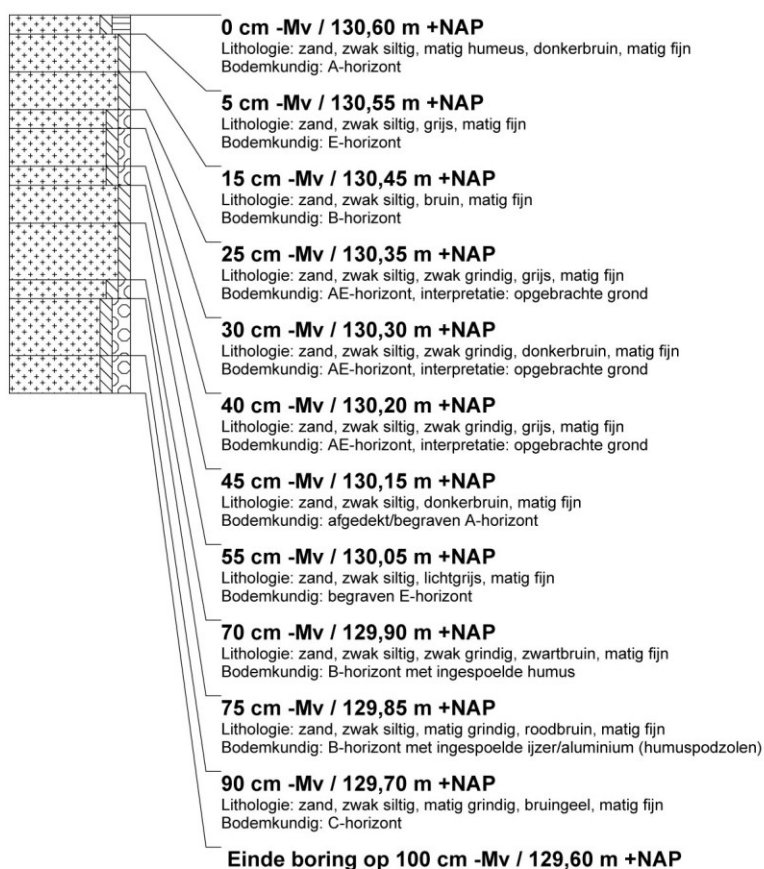 0 cm -Mv / 130,60 m +NAP
Lithologie: zand, zwak siltig, matig humeus, donkerbruin, matig fijn
Bodemkundig: A-horizont
5 cm -Mv / 130,55 m +NAP
Lithologie: zand, zwak siltig, grijs, matig fijn
Bodemkundig: E-horizont
15 cm -Mv / 130,45 m +NAP
Lithologie: zand, zwak siltig, bruin, matig fijn
Bodemkundig: B-horizont
25 cm -Mv / 130,35 m +NAP
Lithologie: zand, zwak siltig, zwak grindig, grijs, matig fijn
Bodemkundig: AE-horizont, interpretatie: opgebrachte grond
30 cm -Mv / 130,30 m +NAP
Lithologie: zand, zwak siltig, zwak grindig, donkerbruin, matig fijn
Bodemkundig: AE-horizont, interpretatie: opgebrachte grond
40 cm -Mv / 130,20 m +NAP
Lithologie: zand, zwak siltig, zwak grindig, grijs, matig fijn
Bodemkundig: AE-horizont, interpretatie: opgebrachte grond
45 cm -Mv / 130,15 m +NAP
Lithologie: zand, zwak siltig, donkerbruin, matig fijn
Bodemkundig: afgedekt/begraven A-horizont
55 cm -Mv / 130,05 m +NAP
Lithologie: zand, zwak siltig, lichtgrijs, matig fijn
Bodemkundig: begraven E-horizont
70 cm -Mv / 129,90 m +NAP
Lithologie: zand, zwak siltig, zwak grindig, zwartbruin, matig fijn
Bodemkundig: B-horizont met ingespoelde humus
75 cm -Mv / 129,85 m +NAP
Lithologie: zand, zwak siltig, matig grindig, roodbruin, matig fijn
Bodemkundig: B-horizont met ingespoelde ijzer/aluminium (humuspodzolen)
90 cm -Mv / 129,70 m +NAP
Lithologie: zand, zwak siltig, matig grindig, bruingeel, matig fijn
Bodemkundig: C-horizont
Einde boring op 100 cm -Mv / 129,60 m +NAP